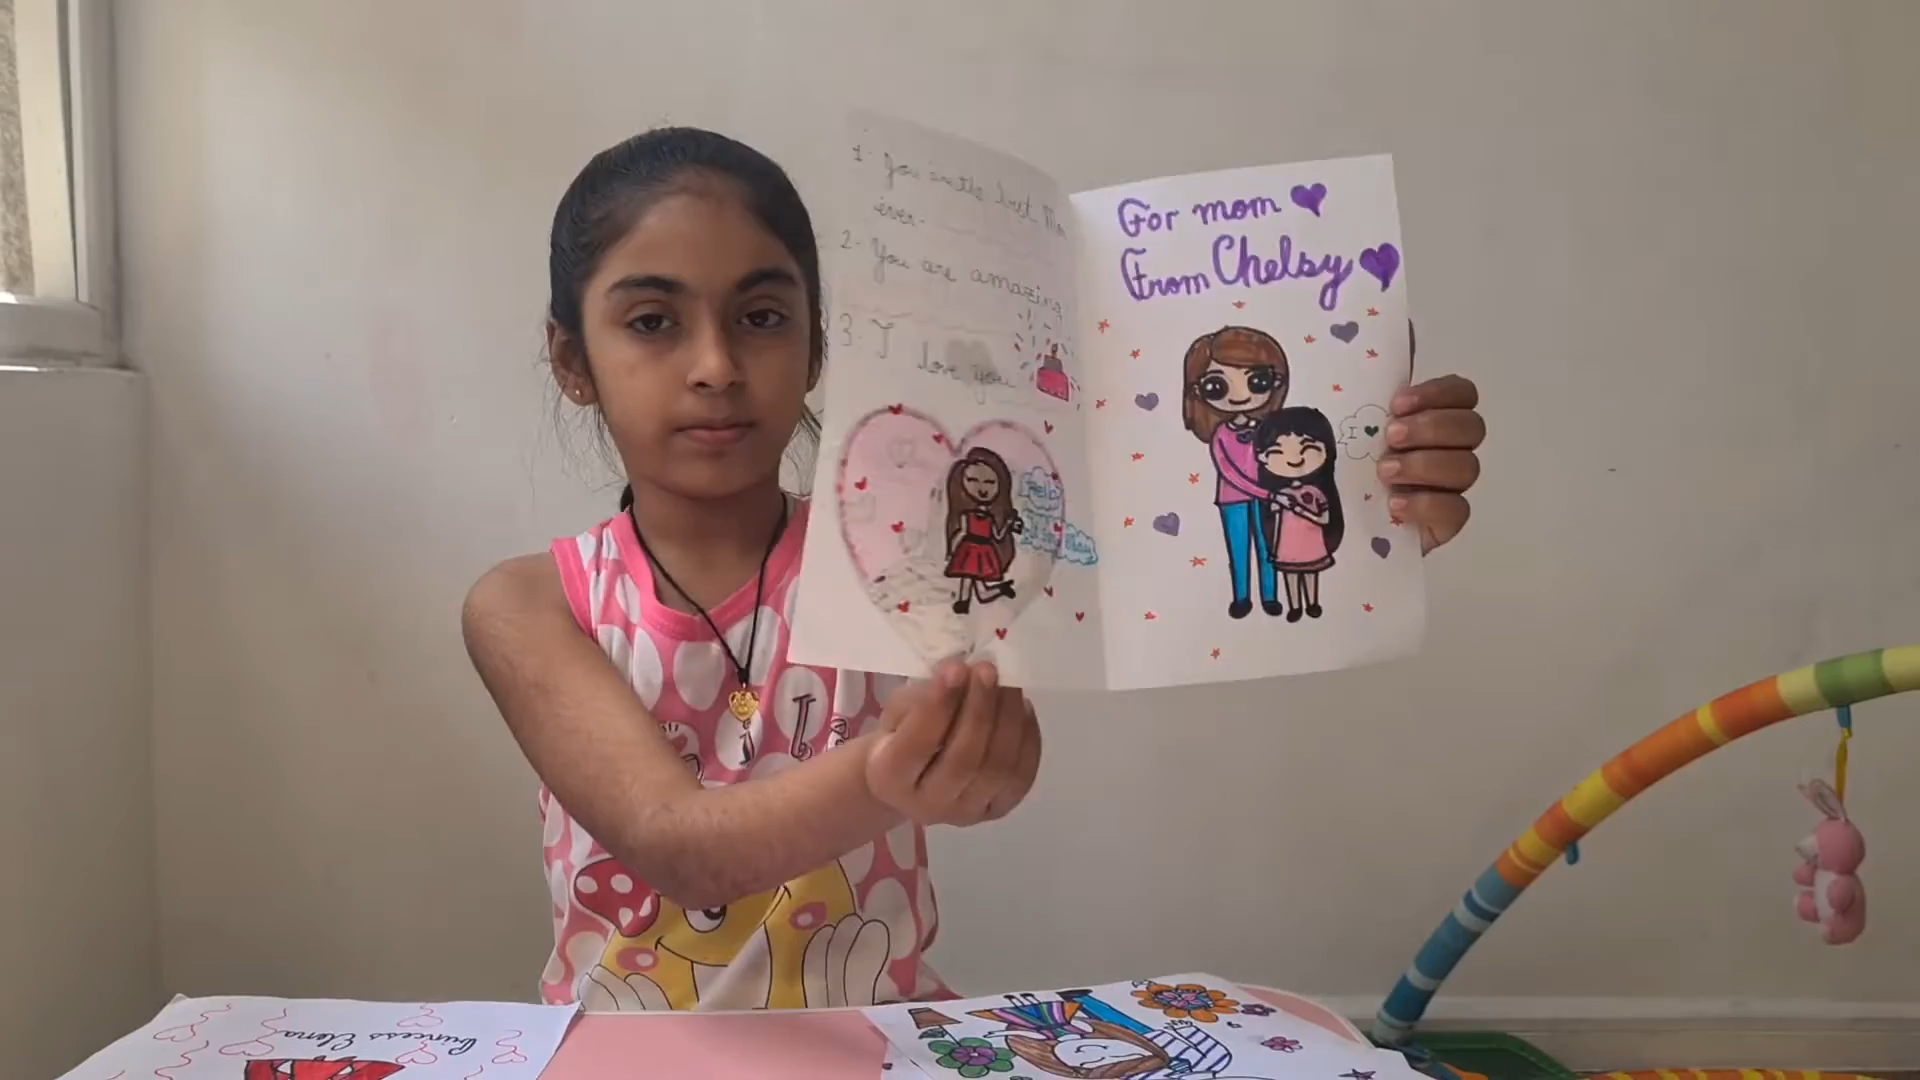 1- You are the best Mom
ever-
2- You are amazing
3- I
love you
Hello
For mom
From Chelsy
I
Princess Elena